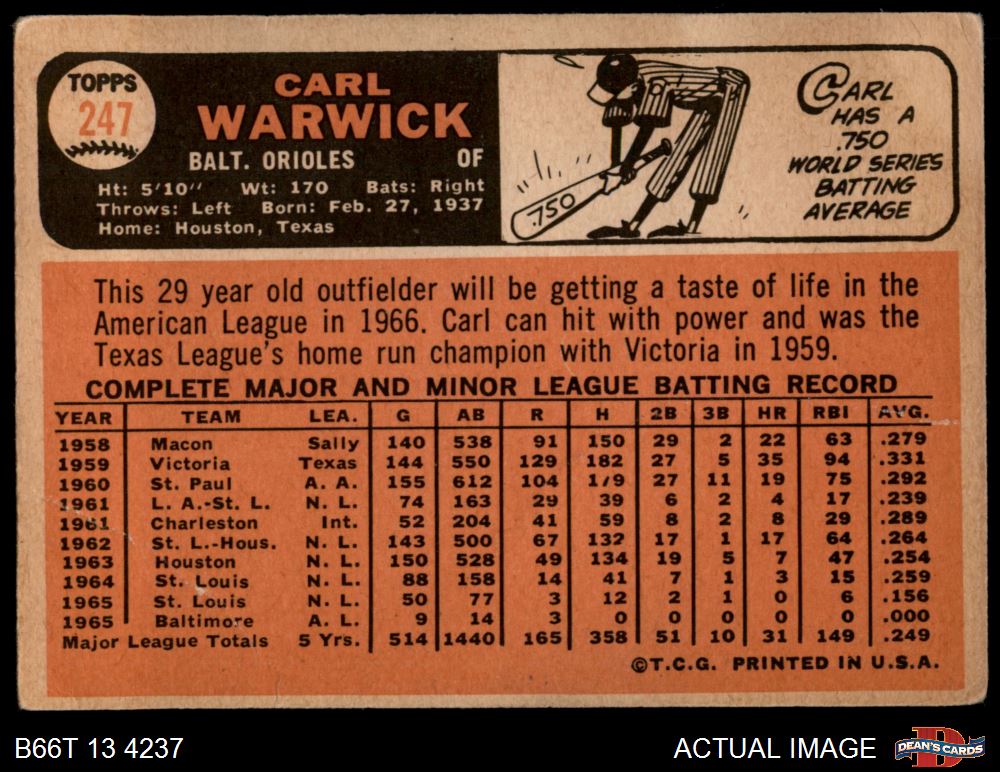 TOPPS
247
CARL
WARWICK
BALT. ORIOLES OF
Ht: 5'10" Wt: 170 Bats: Right
Throws: Left Born: Feb. 27, 1937
Home: Houston, Texas
.750
CARL
HAS A
.750
WORLD SERIES
BATTING
AVERAGE
This 29 year old outfielder will be getting a taste of life in the
American League in 1966. Carl can hit with power and was the
Texas League's home run champion with Victoria in 1959.
COMPLETE MAJOR AND MINOR LEAGUE BATTING RECORD
YEAR TEAM LEA. G AB R H 2B 3B HR RBI AVG.
1958 Macon Sally 140 538 91 150 29 2 22 63 .279
1959 Victoria Texas 144 550 129 182 27 5 35 94 .331
1960 St. Paul A. A. 155 612 104 179 27 11 19 75 .292
1961 L. A.-St. L. N. L. 74 163 29 39 6 2 4 17 .239
1961 Charleston Int. 52 204 41 59 8 2 8 29 .289
1962 St. L.-Hous. N. L. 143 500 67 132 17 1 17 64 .264
1963 Houston N. L. 150 528 49 134 19 5 7 47 .254
1964 St. Louis N. L. 88 158 14 41 7 1 3 15 .259
1965 St. Louis N. L. 50 77 3 12 2 1 0 6 .156
1965 Baltimore A. L. 9 14 3 0 0 0 0 0 .000
Major League Totals 5 Yrs. 514 1440 165 358 51 10 31 149 .249
©T.C.G. PRINTED IN U.S.A.
B66T 13 4237
ACTUAL IMAGE
D
DEAN'S CARDS